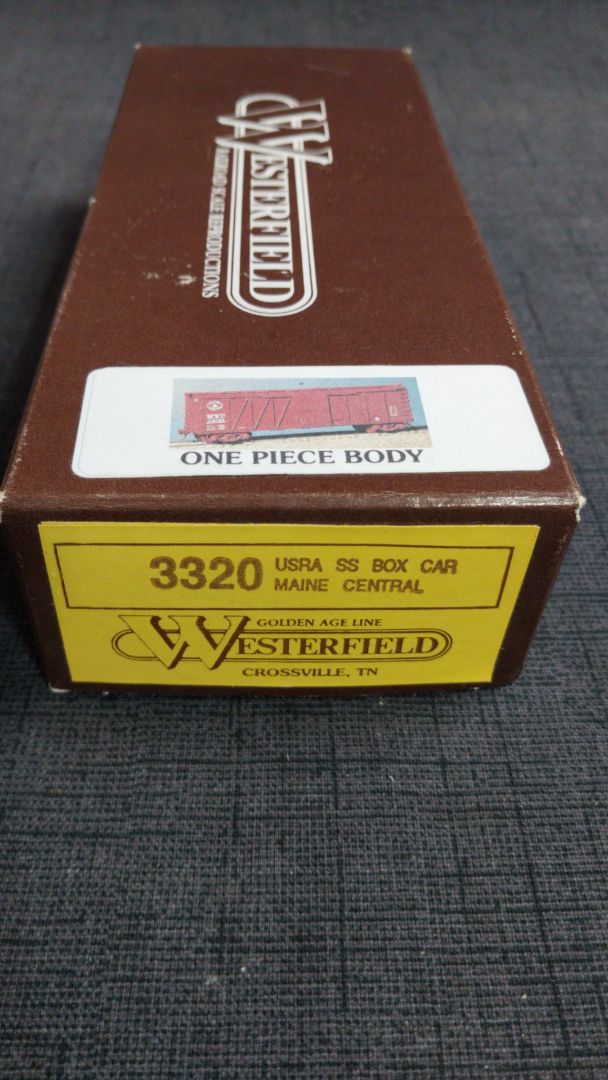 WESTERFIELD
RAILROAD SCALE REPRODUCTIONS
ONE PIECE BODY
3320 USRA SS BOX CAR
MAINE CENTRAL
GOLDEN AGE LINE
WESTERFIELD
CROSSVILLE, TN